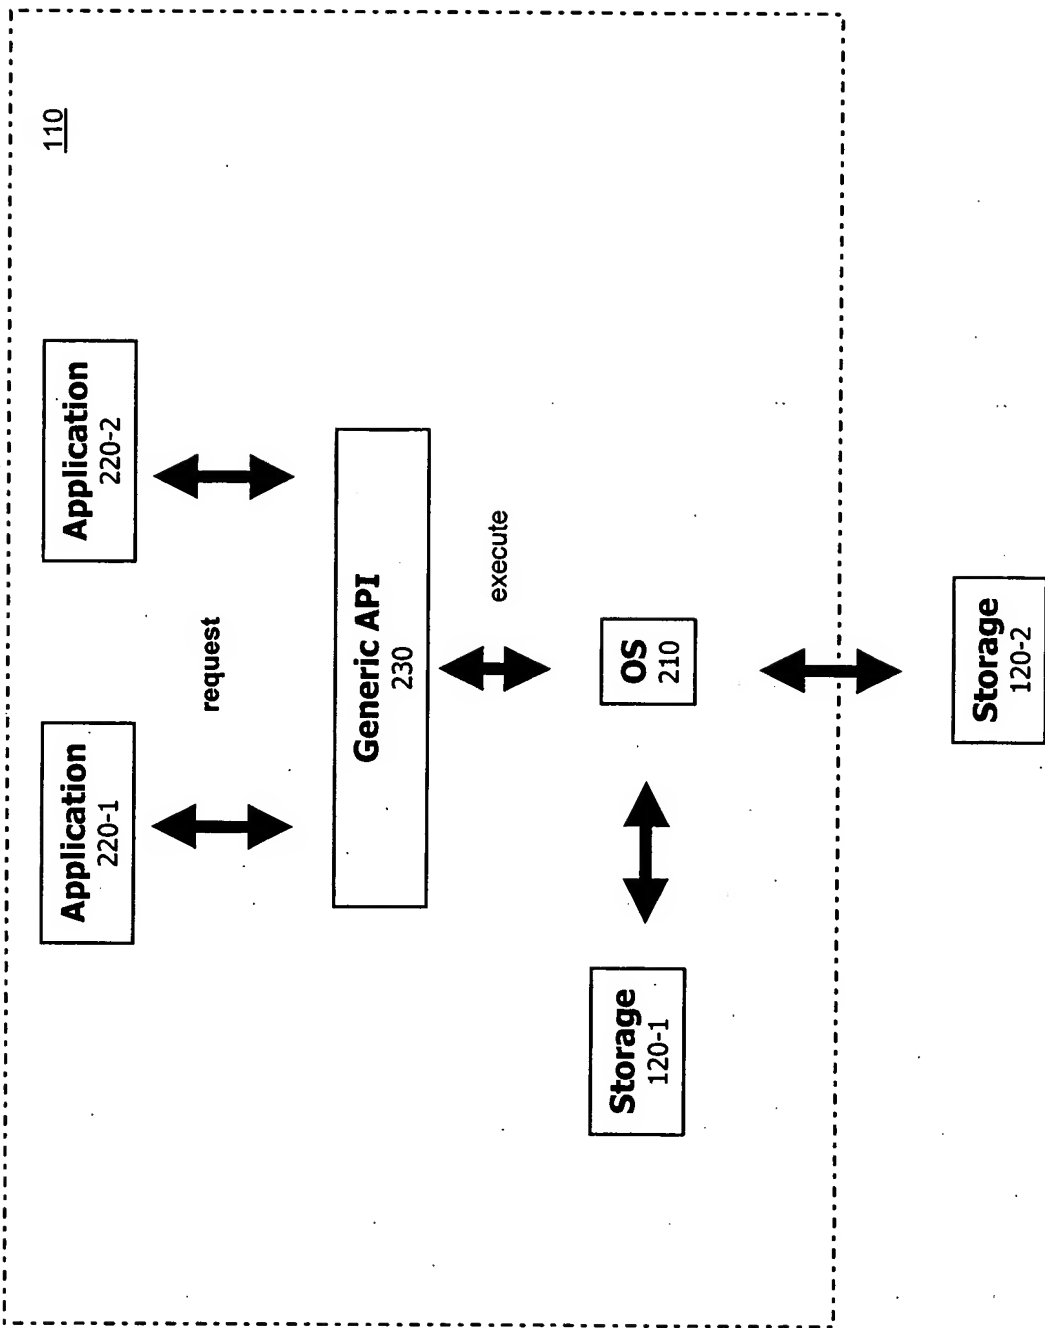 110
Application
220-1
Application
220-2
request
Generic API
230
execute
Storage
120-1
OS
210
Storage
120-2